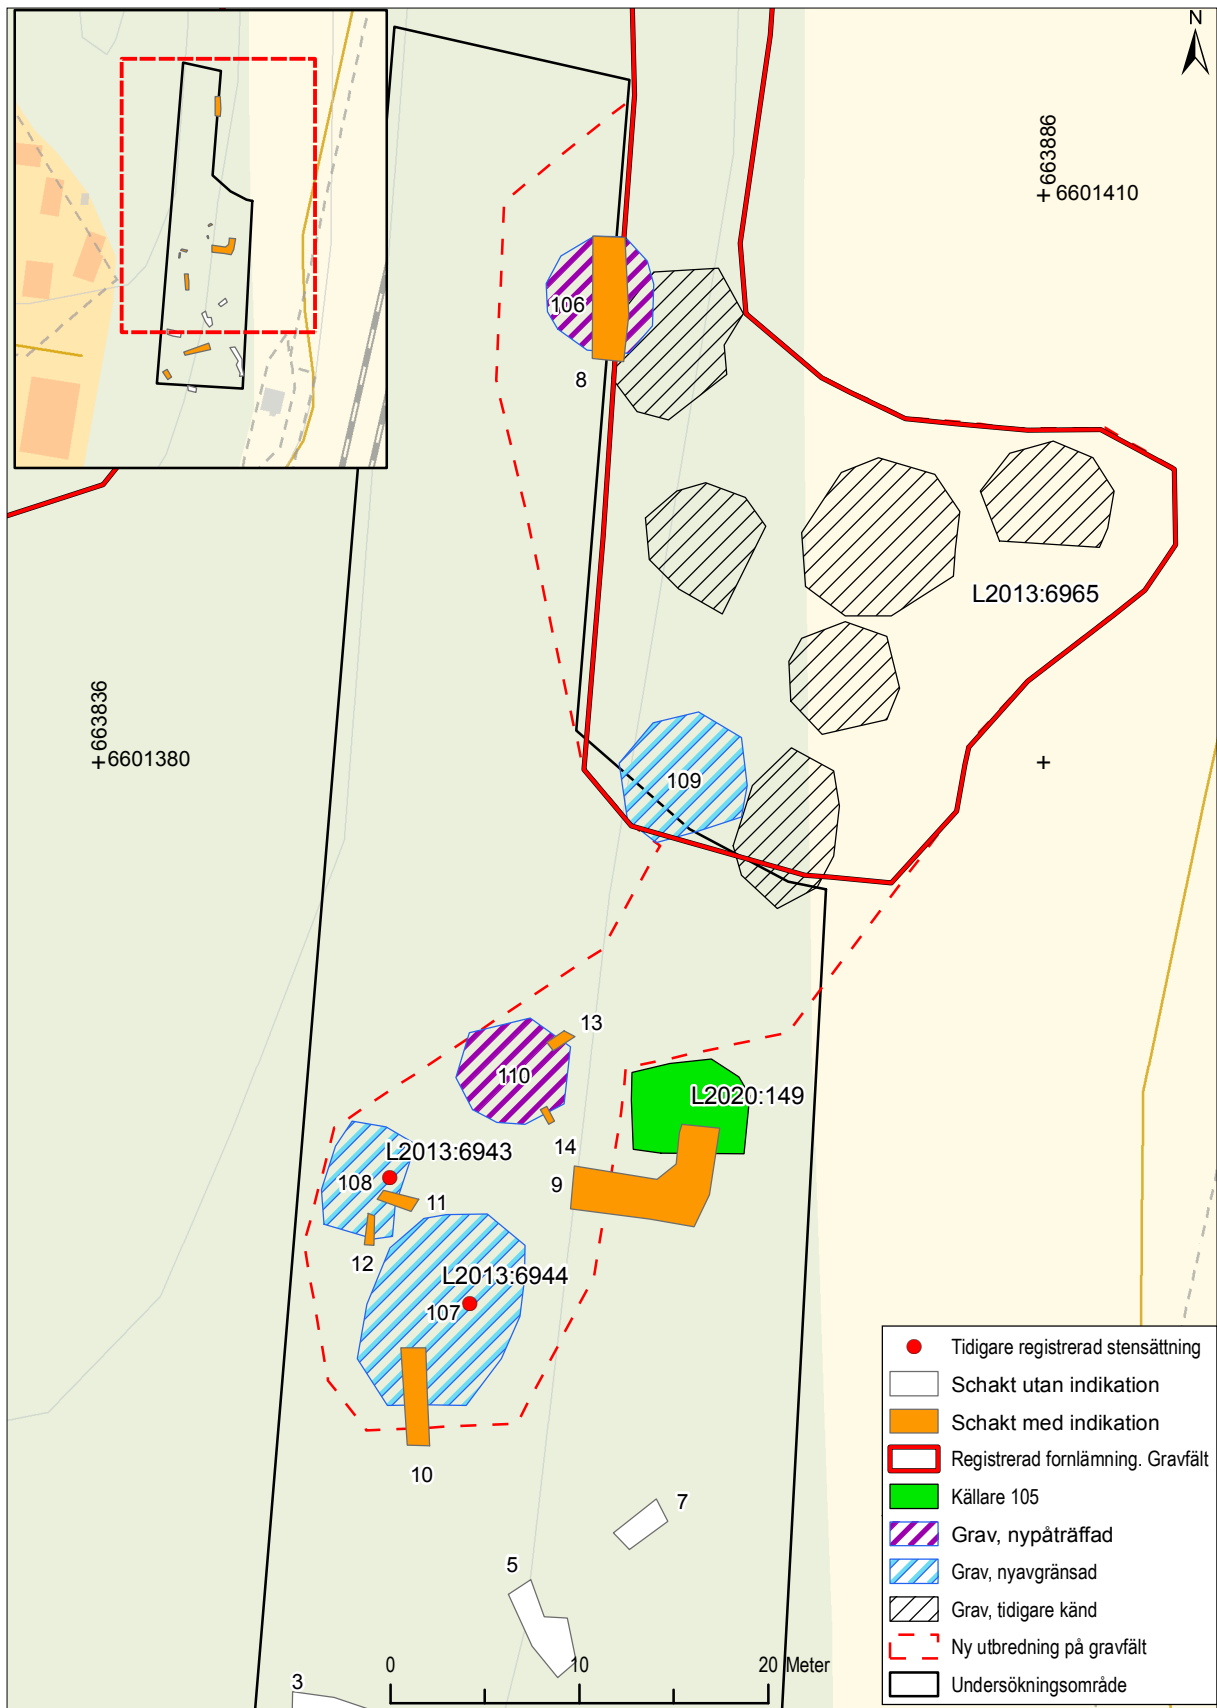 N
663886
6601410
106
8
L2013:6965
663836
6601380
109
13
110
L2020:149
14
L2013:6943
108
9
11
12
L2013:6944
107
10
7
5
3
0 10 20 Meter
Tidigare registrerad stensättning
Schakt utan indikation
Schakt med indikation
Registrerad fornlämning. Gravfält
Källare 105
Grav, nypåträffad
Grav, nyavgränsad
Grav, tidigare känd
Ny utbredning på gravfält
Undersökningsområde